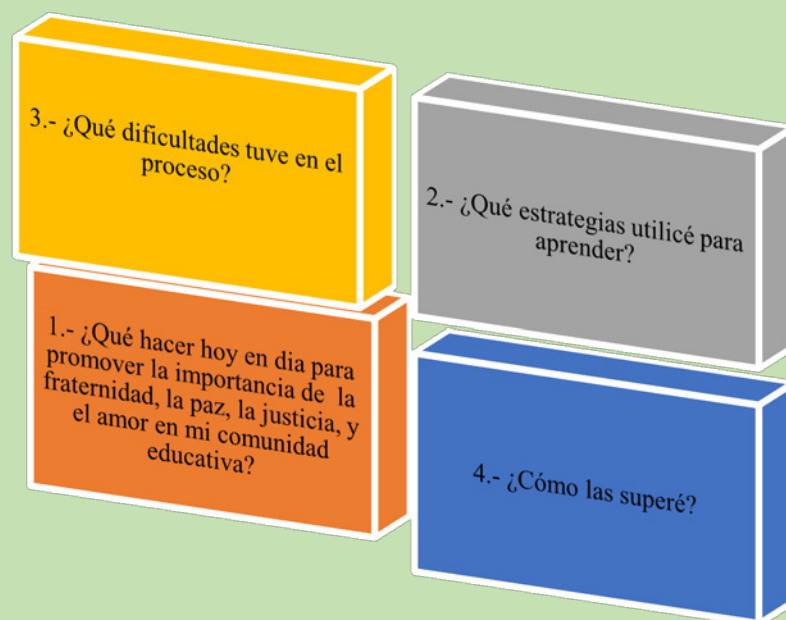 3.- ¿Qué dificultades tuve en el
proceso?
2.- ¿Qué estrategias utilicé para
aprender?
1.- ¿Qué hacer hoy en dia para
promover la importancia de la
fraternidad, la paz, la justicia, y
el amor en mi comunidad
educativa?
4.- ¿Cómo las superé?